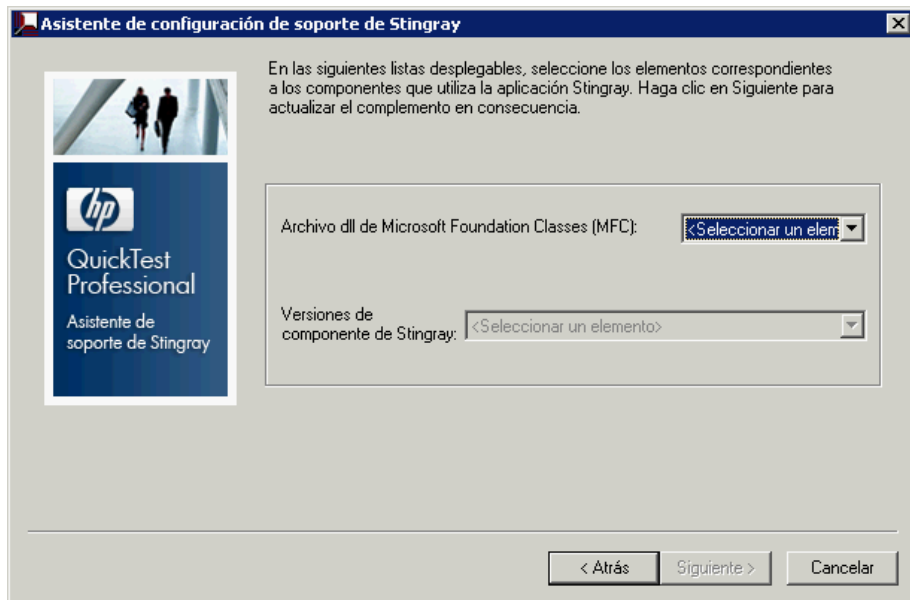 Asistente de configuración de soporte de Stingray
En las siguientes listas desplegables, seleccione los elementos correspondientes
a los componentes que utiliza la aplicación Stingray. Haga clic en Siguiente para
actualizar el complemento en consecuencia.
hp
QuickTest
Professional
Asistente de
soporte de Stingray
Archivo dll de Microsoft Foundation Classes (MFC):
<Seleccionar un elem
Versiones de
componente de Stingray:
<Seleccionar un elemento>
< Atrás
Siguiente >
Cancelar